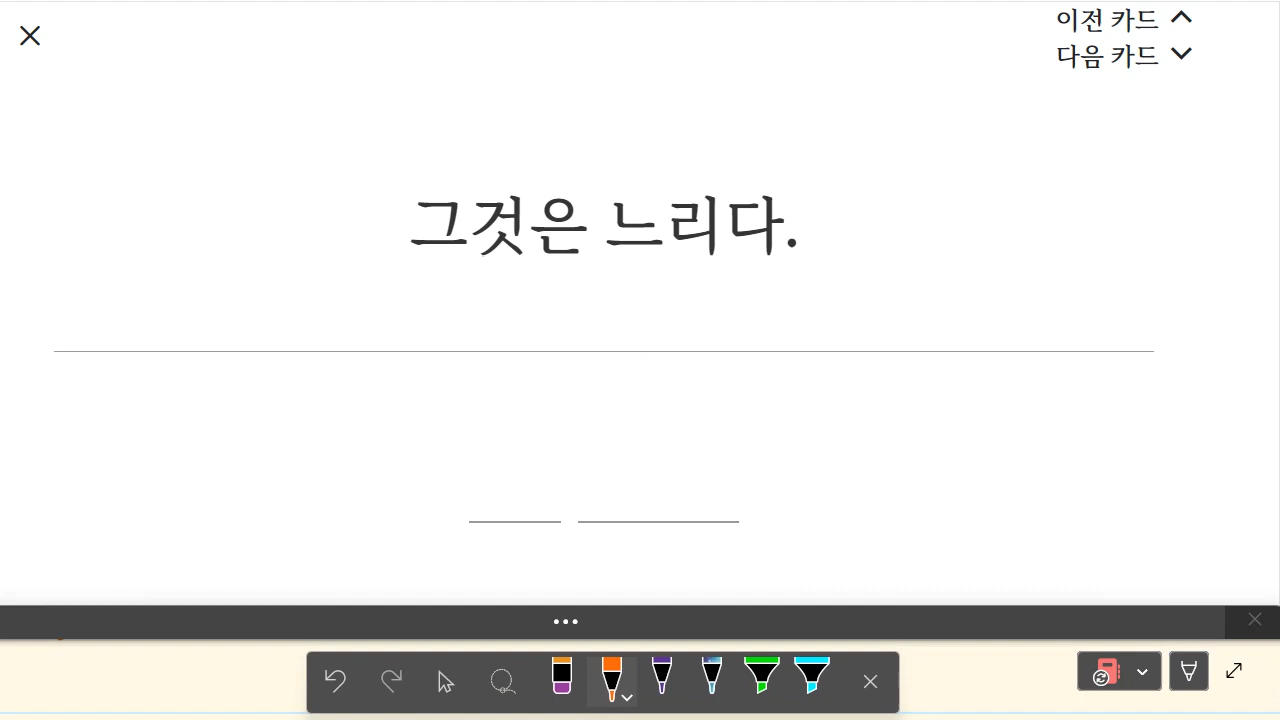 이전 카드
다음 카드
그것은 느리다.